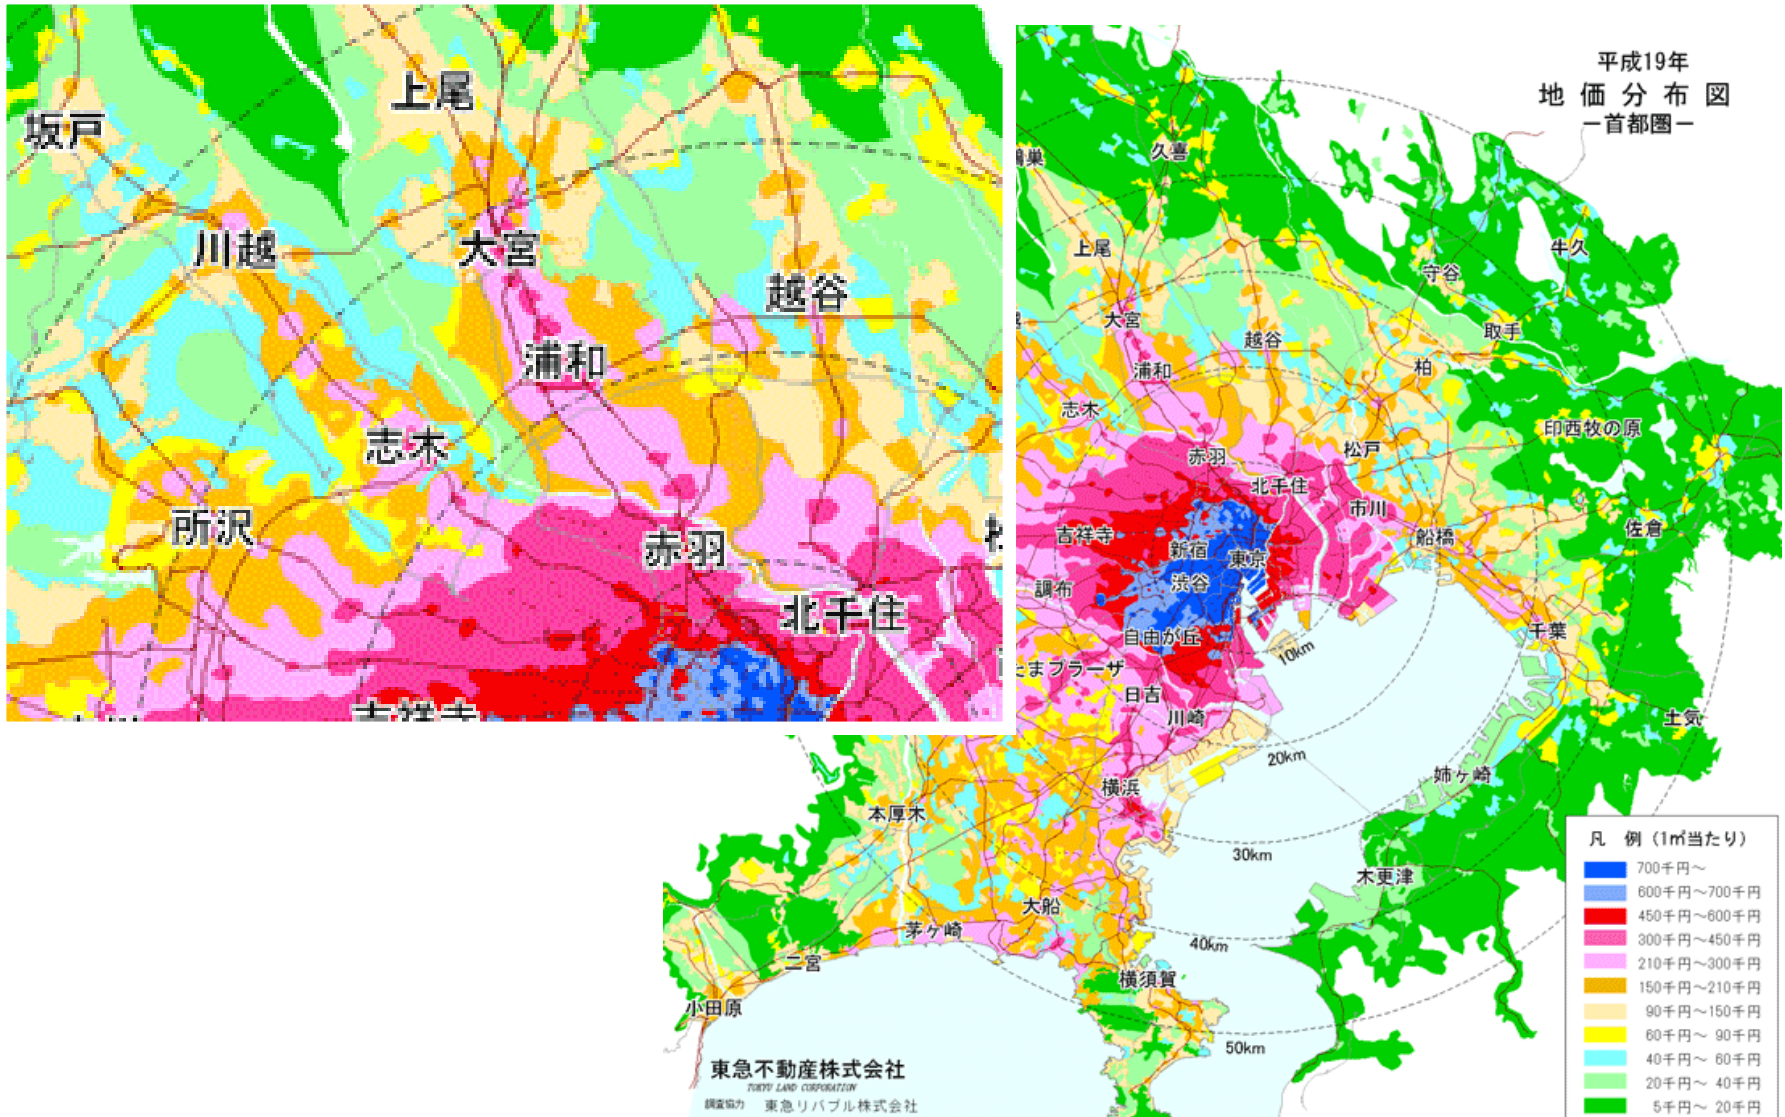 上尾
坂戸
川越
大宮
越谷
浦和
志木
所沢
赤羽
北千住
吉祥寺
平成19年
地価分布図
−首都圏−
久喜
上尾
牛久
守谷
大宮
取手
越谷
柏
浦和
志木
印西牧の原
松戸
赤羽
北千住
市川
佐倉
吉祥寺
船橋
新宿
東京
渋谷
調布
自由が丘
千葉
10km
たまプラーザ
日吉
川崎
土気
20km
姉ヶ崎
横浜
本厚木
30km
木更津
大船
茅ヶ崎
40km
二宮
横須賀
小田原
50km
凡 例 (1㎡当たり)
700千円〜
600千円〜700千円
450千円〜600千円
300千円〜450千円
210千円〜300千円
150千円〜210千円
90千円〜150千円
60千円〜 90千円
40千円〜 60千円
20千円〜 40千円
5千円〜 20千円
東急不動産株式会社
TOKYU LAND CORPORATION
調査協力 東急リバブル株式会社